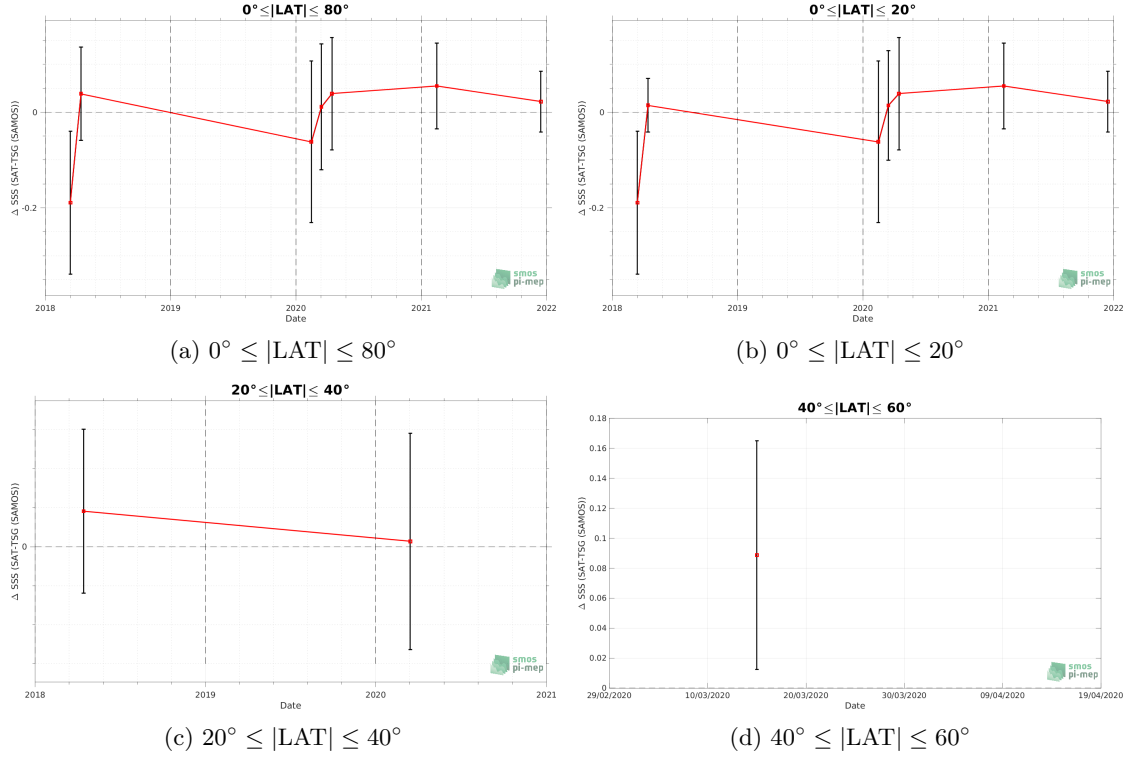 0°≤|LAT|≤ 80°
Δ SSS (SAT-TSG (SAMOS))
0
-0.2
2018 2019 2020 2021 2022
Date
smos
pi-mep
(a) 0° ≤ |LAT| ≤ 80°
0°≤|LAT|≤ 20°
Δ SSS (SAT-TSG (SAMOS))
0
-0.2
2018 2019 2020 2021 2022
Date
smos
pi-mep
(b) 0° ≤ |LAT| ≤ 20°
20°≤|LAT|≤ 40°
Δ SSS (SAT-TSG (SAMOS))
0
2018 2019 2020 2021
Date
smos
pi-mep
(c) 20° ≤ |LAT| ≤ 40°
40°≤|LAT|≤ 60°
Δ SSS (SAT-TSG (SAMOS))
0.18
0.16
0.14
0.12
0.1
0.08
0.06
0.04
0.02
0
29/02/2020 10/03/2020 20/03/2020 30/03/2020 09/04/2020 19/04/2020
Date
smos
pi-mep
(d) 40° ≤ |LAT| ≤ 60°